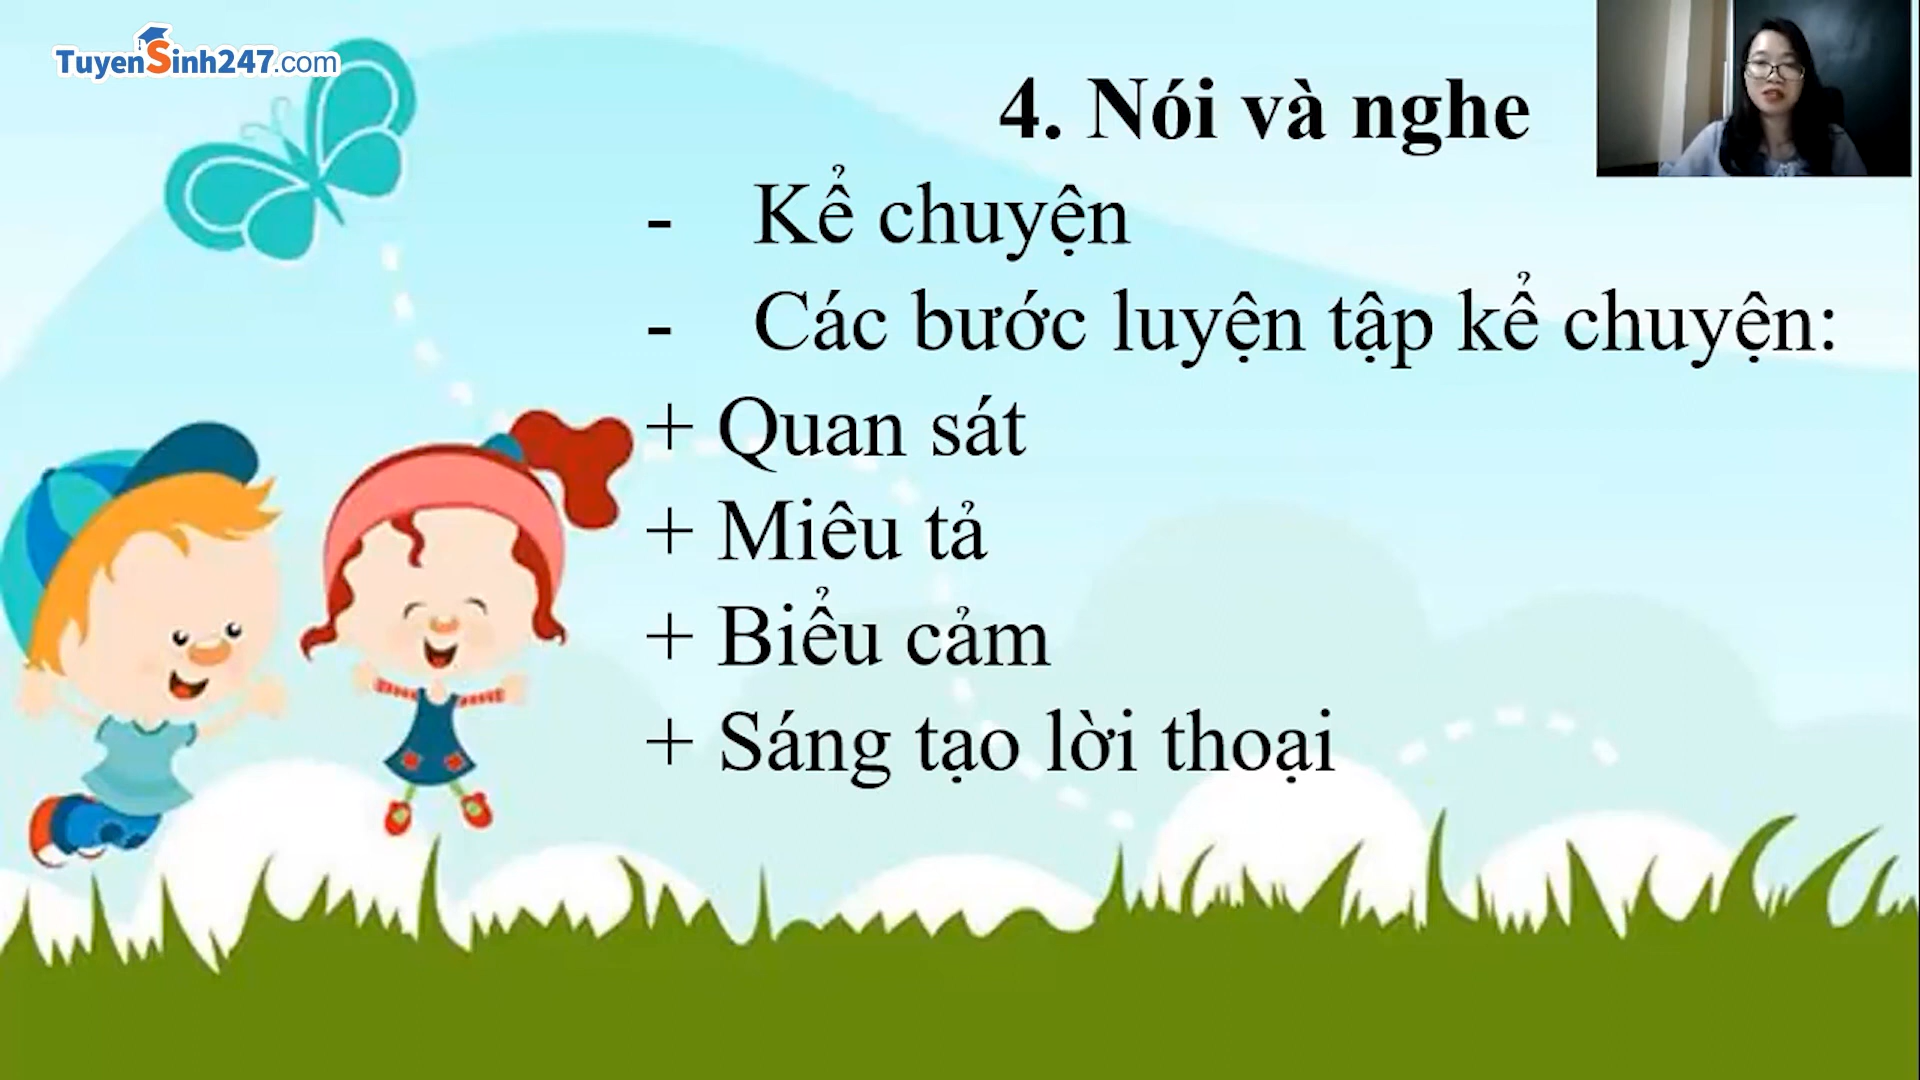 TuyenSinh247.com
4. Nói và nghe
- Kể chuyện
- Các bước luyện tập kể chuyện:
+ Quan sát
+ Miêu tả
+ Biểu cảm
+ Sáng tạo lời thoại